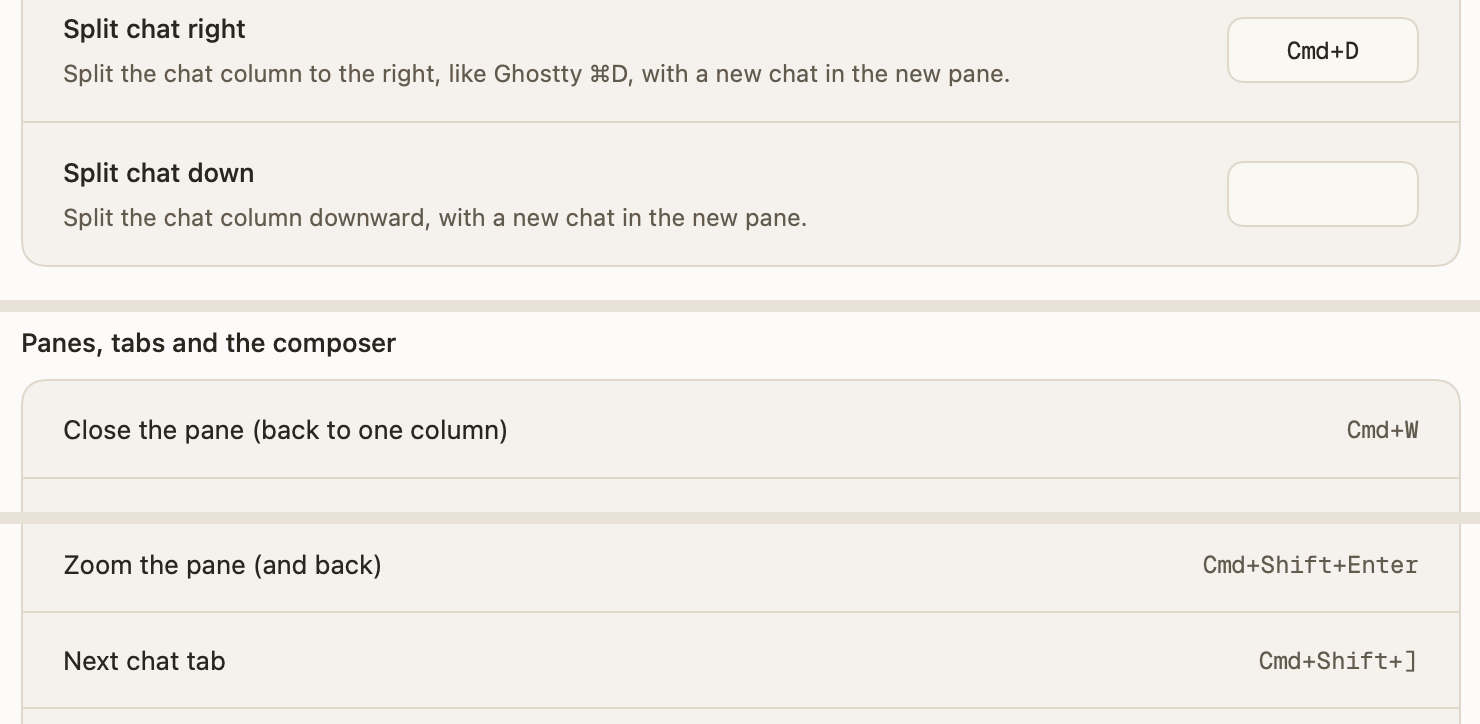 Split chat right
Cmd+D
Split the chat column to the right, like Ghostty ⌘D, with a new chat in the new pane.
Split chat down
Split the chat column downward, with a new chat in the new pane.
Panes, tabs and the composer
Close the pane (back to one column)
Cmd+W
Zoom the pane (and back)
Cmd+Shift+Enter
Next chat tab
Cmd+Shift+]